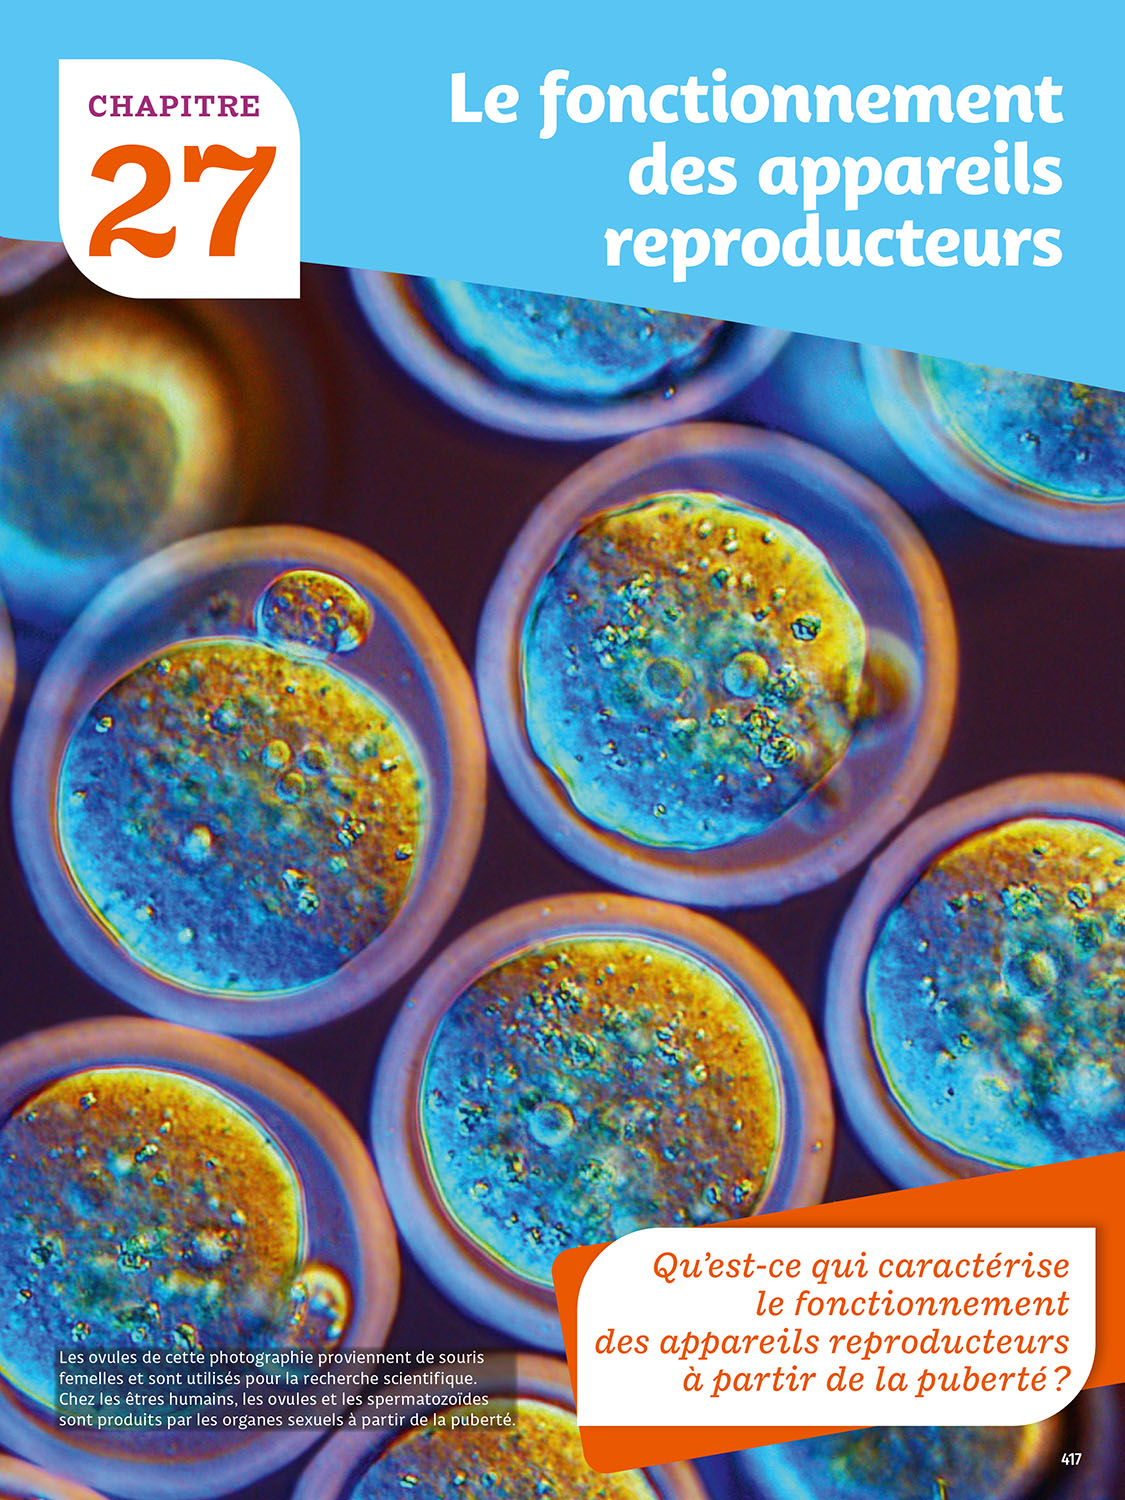 CHAPITRE
27
Le fonctionnement
des appareils
reproducteurs
Les ovules de cette photographie proviennent de souris
femelles et sont utilisés pour la recherche scientifique.
Chez les êtres humains, les ovules et les spermatozoïdes
sont produits par les organes sexuels à partir de la puberté.
Qu’est-ce qui caractérise
le fonctionnement
des appareils reproducteurs
à partir de la puberté ?
417